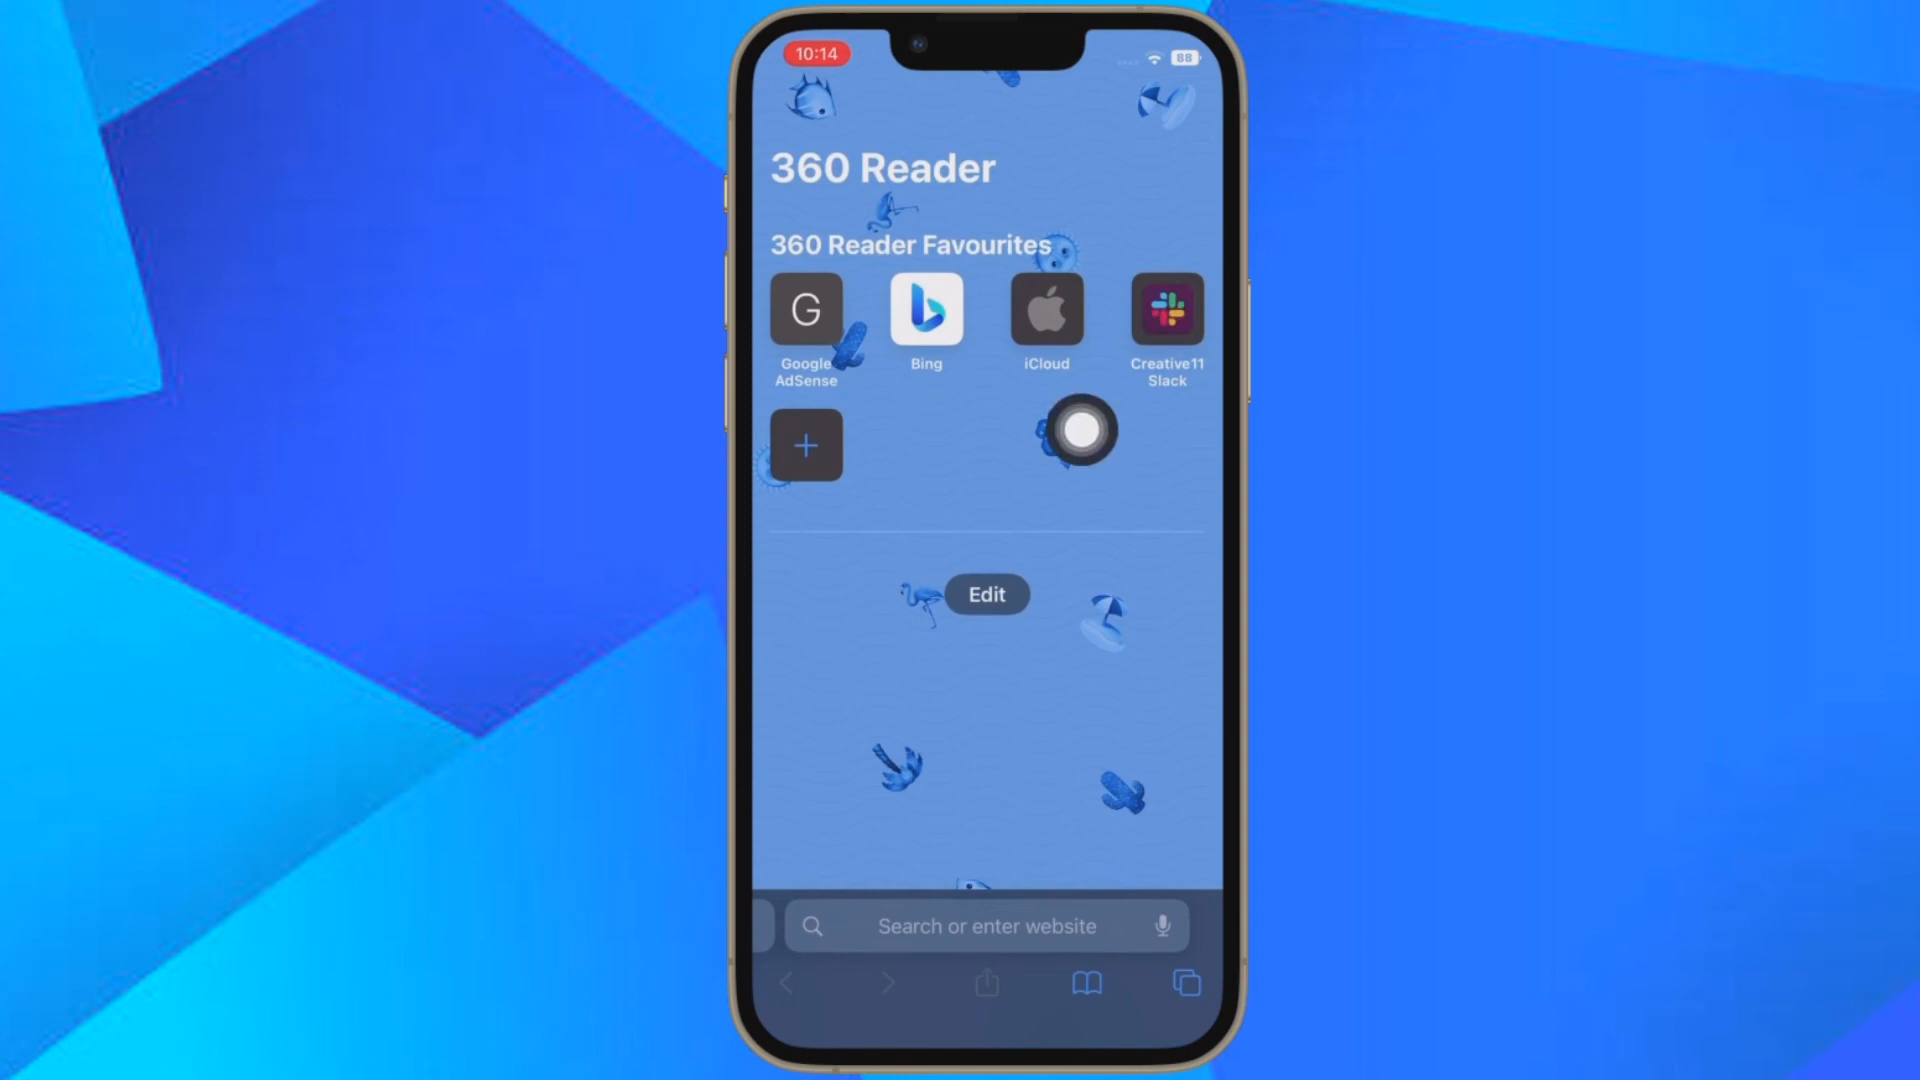 10:14
88
360 Reader
360 Reader Favourites
G
Google
AdSense
Bing
iCloud
Creative11
Slack
Edit
Search or enter website